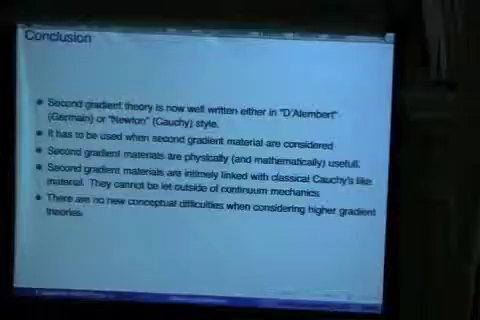 Conclusion
Second gradient theory is now well written either in "D'Alembert"
(Germain) or "Newton" (Cauchy) style.
It has to be used when second gradient material are considered
Second gradient materials are physically (and mathematically) usefull.
Second gradient materials are intimely linked with classical Cauchy's like
material. They cannot be let outside of continuum mechanics.
There are no new conceptual difficulties when considering higher gradient
theories.